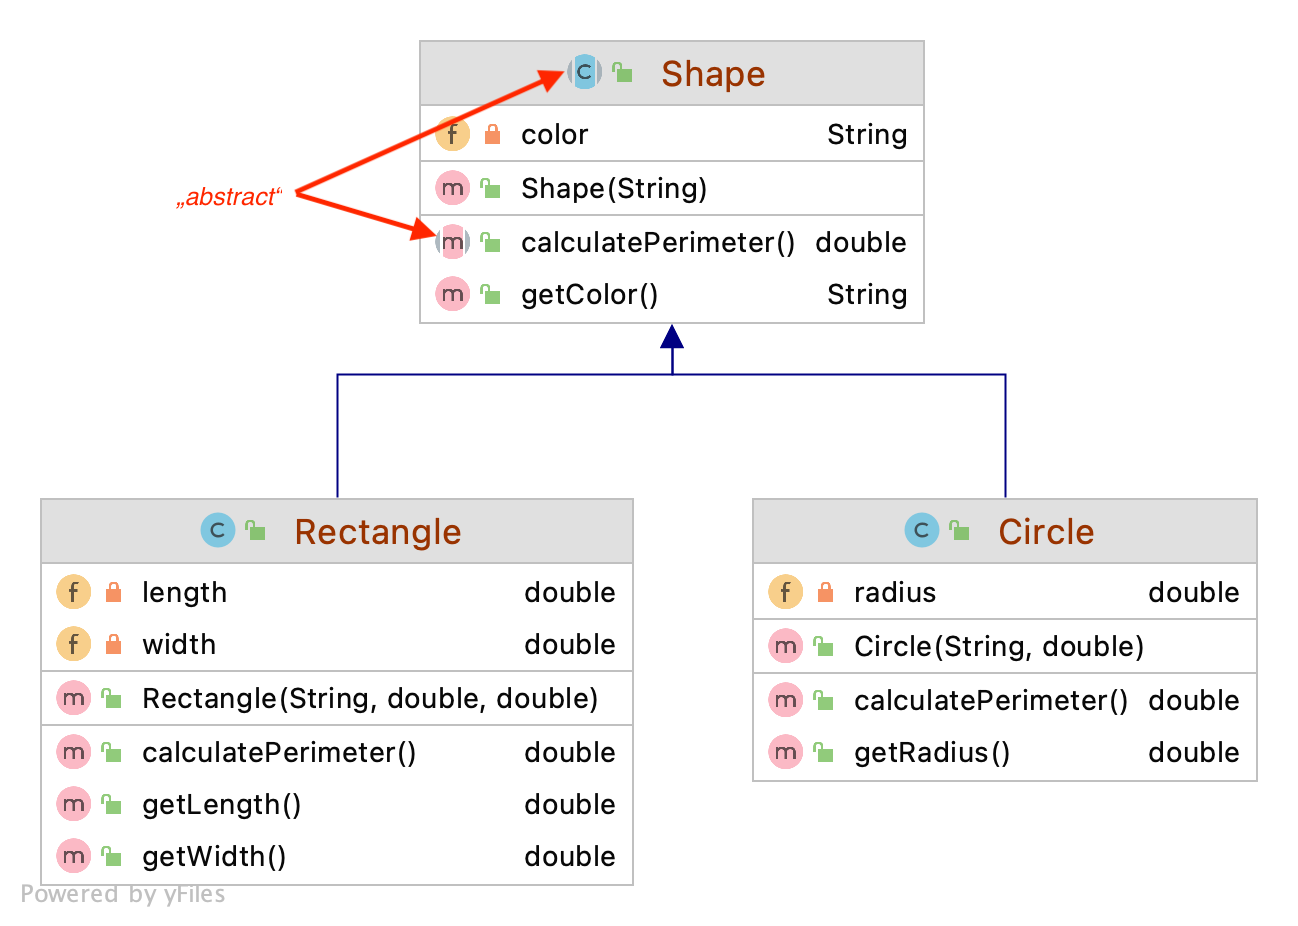 Shape
color String
Shape(String)
„abstract“
calculatePerimeter() double
getColor() String
Rectangle
length double
width double
Rectangle(String, double, double)
calculatePerimeter() double
getLength() double
getWidth() double
Circle
radius double
Circle(String, double)
calculatePerimeter() double
getRadius() double
Powered by yFiles